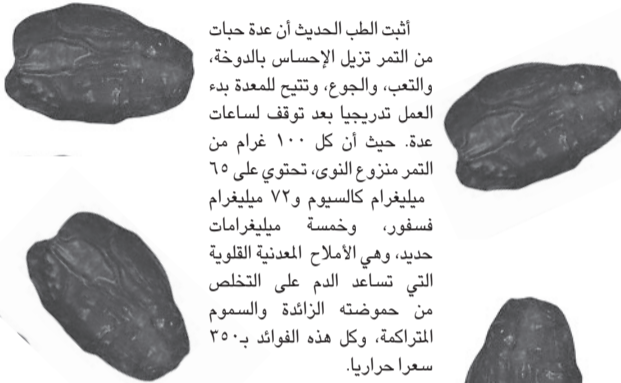 أثبت الطب الحديث أن عدة حبات
من التمر تزيل الإحساس بالدوخة،
والتعب، والجوع، وتتيح للمعدة بدء
العمل تدريجيا بعد توقف لساعات
عدة. حيث أن كل ١٠٠ غرام من
التمر منزوع النوى، تحتوي على ٦٥
ميليغرام كالسيوم و٧٢ ميليغرام
فسفور، وخمسة ميليغرامات
حديد، وهي الأملاح المعدنية القلوية
التي تساعد الدم على التخلص
من حموضته الزائدة والسموم
المتراكمة، وكل هذه الفوائد بـ٣٥٠
سعرا حراريا.